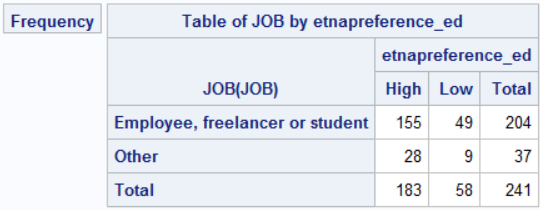 Frequency
Table of JOB by etnapreference_ed
etnapreference_ed
JOB(JOB) High Low Total
Employee, freelancer or student 155 49 204
Other 28 9 37
Total 183 58 241